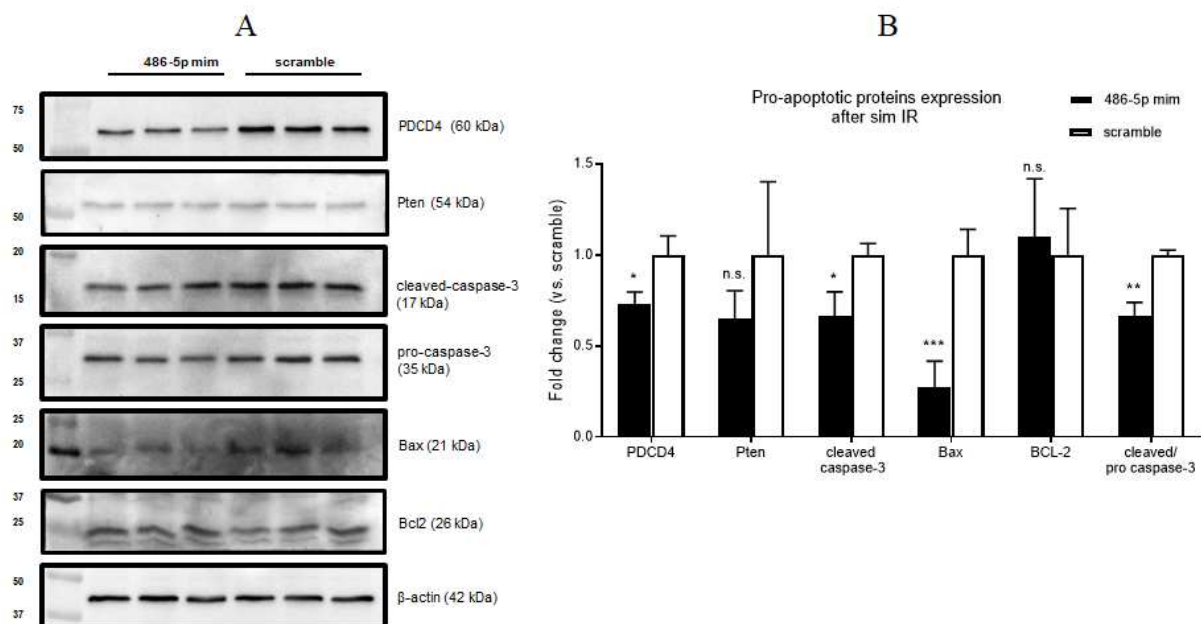 A
486-5p mim
scramble
75
50
PDCD4 (60 kDa)
50
Pten (54 kDa)
20
15
cleaved-caspase-3
(17 kDa)
37
25
pro-caspase-3
(35 kDa)
25
20
Bax (21 kDa)
37
25
Bcl2 (26 kDa)
50
37
β-actin (42 kDa)
B
Pro-apoptotic proteins expression
after sim IR
486-5p mim
scramble
Fold change (vs. scramble)
1.5
1.0
0.5
0.0
*
n.s.
*
***
n.s.
**
PDCD4
Pten
cleaved
caspase-3
Bax
BCL-2
cleaved/
pro caspase-3